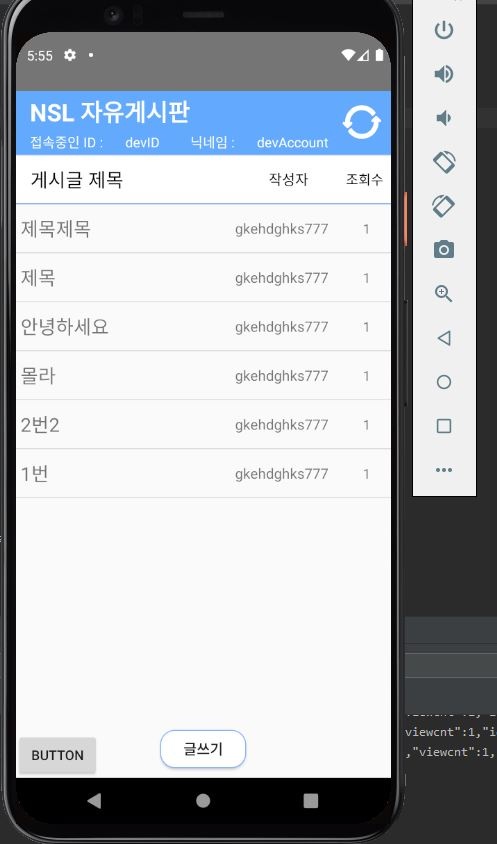 5:55
NSL 자유게시판
접속중인 ID : devID 닉네임 : devAccount
게시글 제목 작성자 조회수
제목제목 gkehdghks777 1
제목 gkehdghks777 1
안녕하세요 gkehdghks777 1
몰라 gkehdghks777 1
2번2 gkehdghks777 1
1번 gkehdghks777 1
viewcnt":1,"i
,"viewcnt":1,
BUTTON 글쓰기